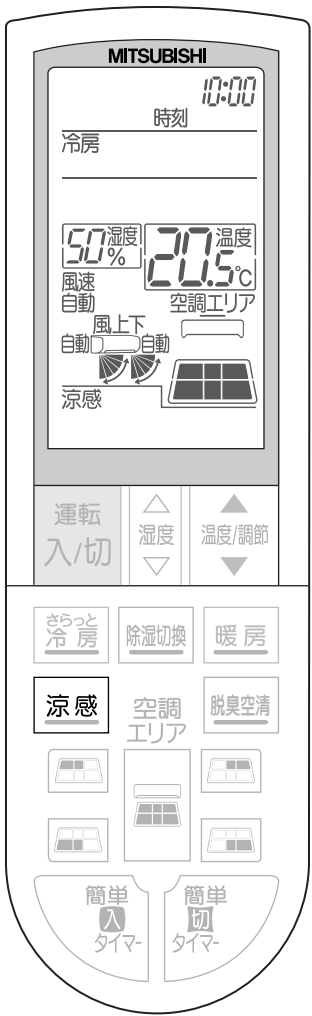 MITSUBISHI
10:00
時刻
冷房
50% 湿度
20.5℃ 温度
風速
自動
空調エリア
風上下
自動 自動
涼感
運転
入/切
△
湿度
▽
▲
温度/調節
▼
さらっと
冷房
除湿切換
暖房
涼感
空調
エリア
脱臭空清
簡単
入
タイマー
簡単
切
タイマー